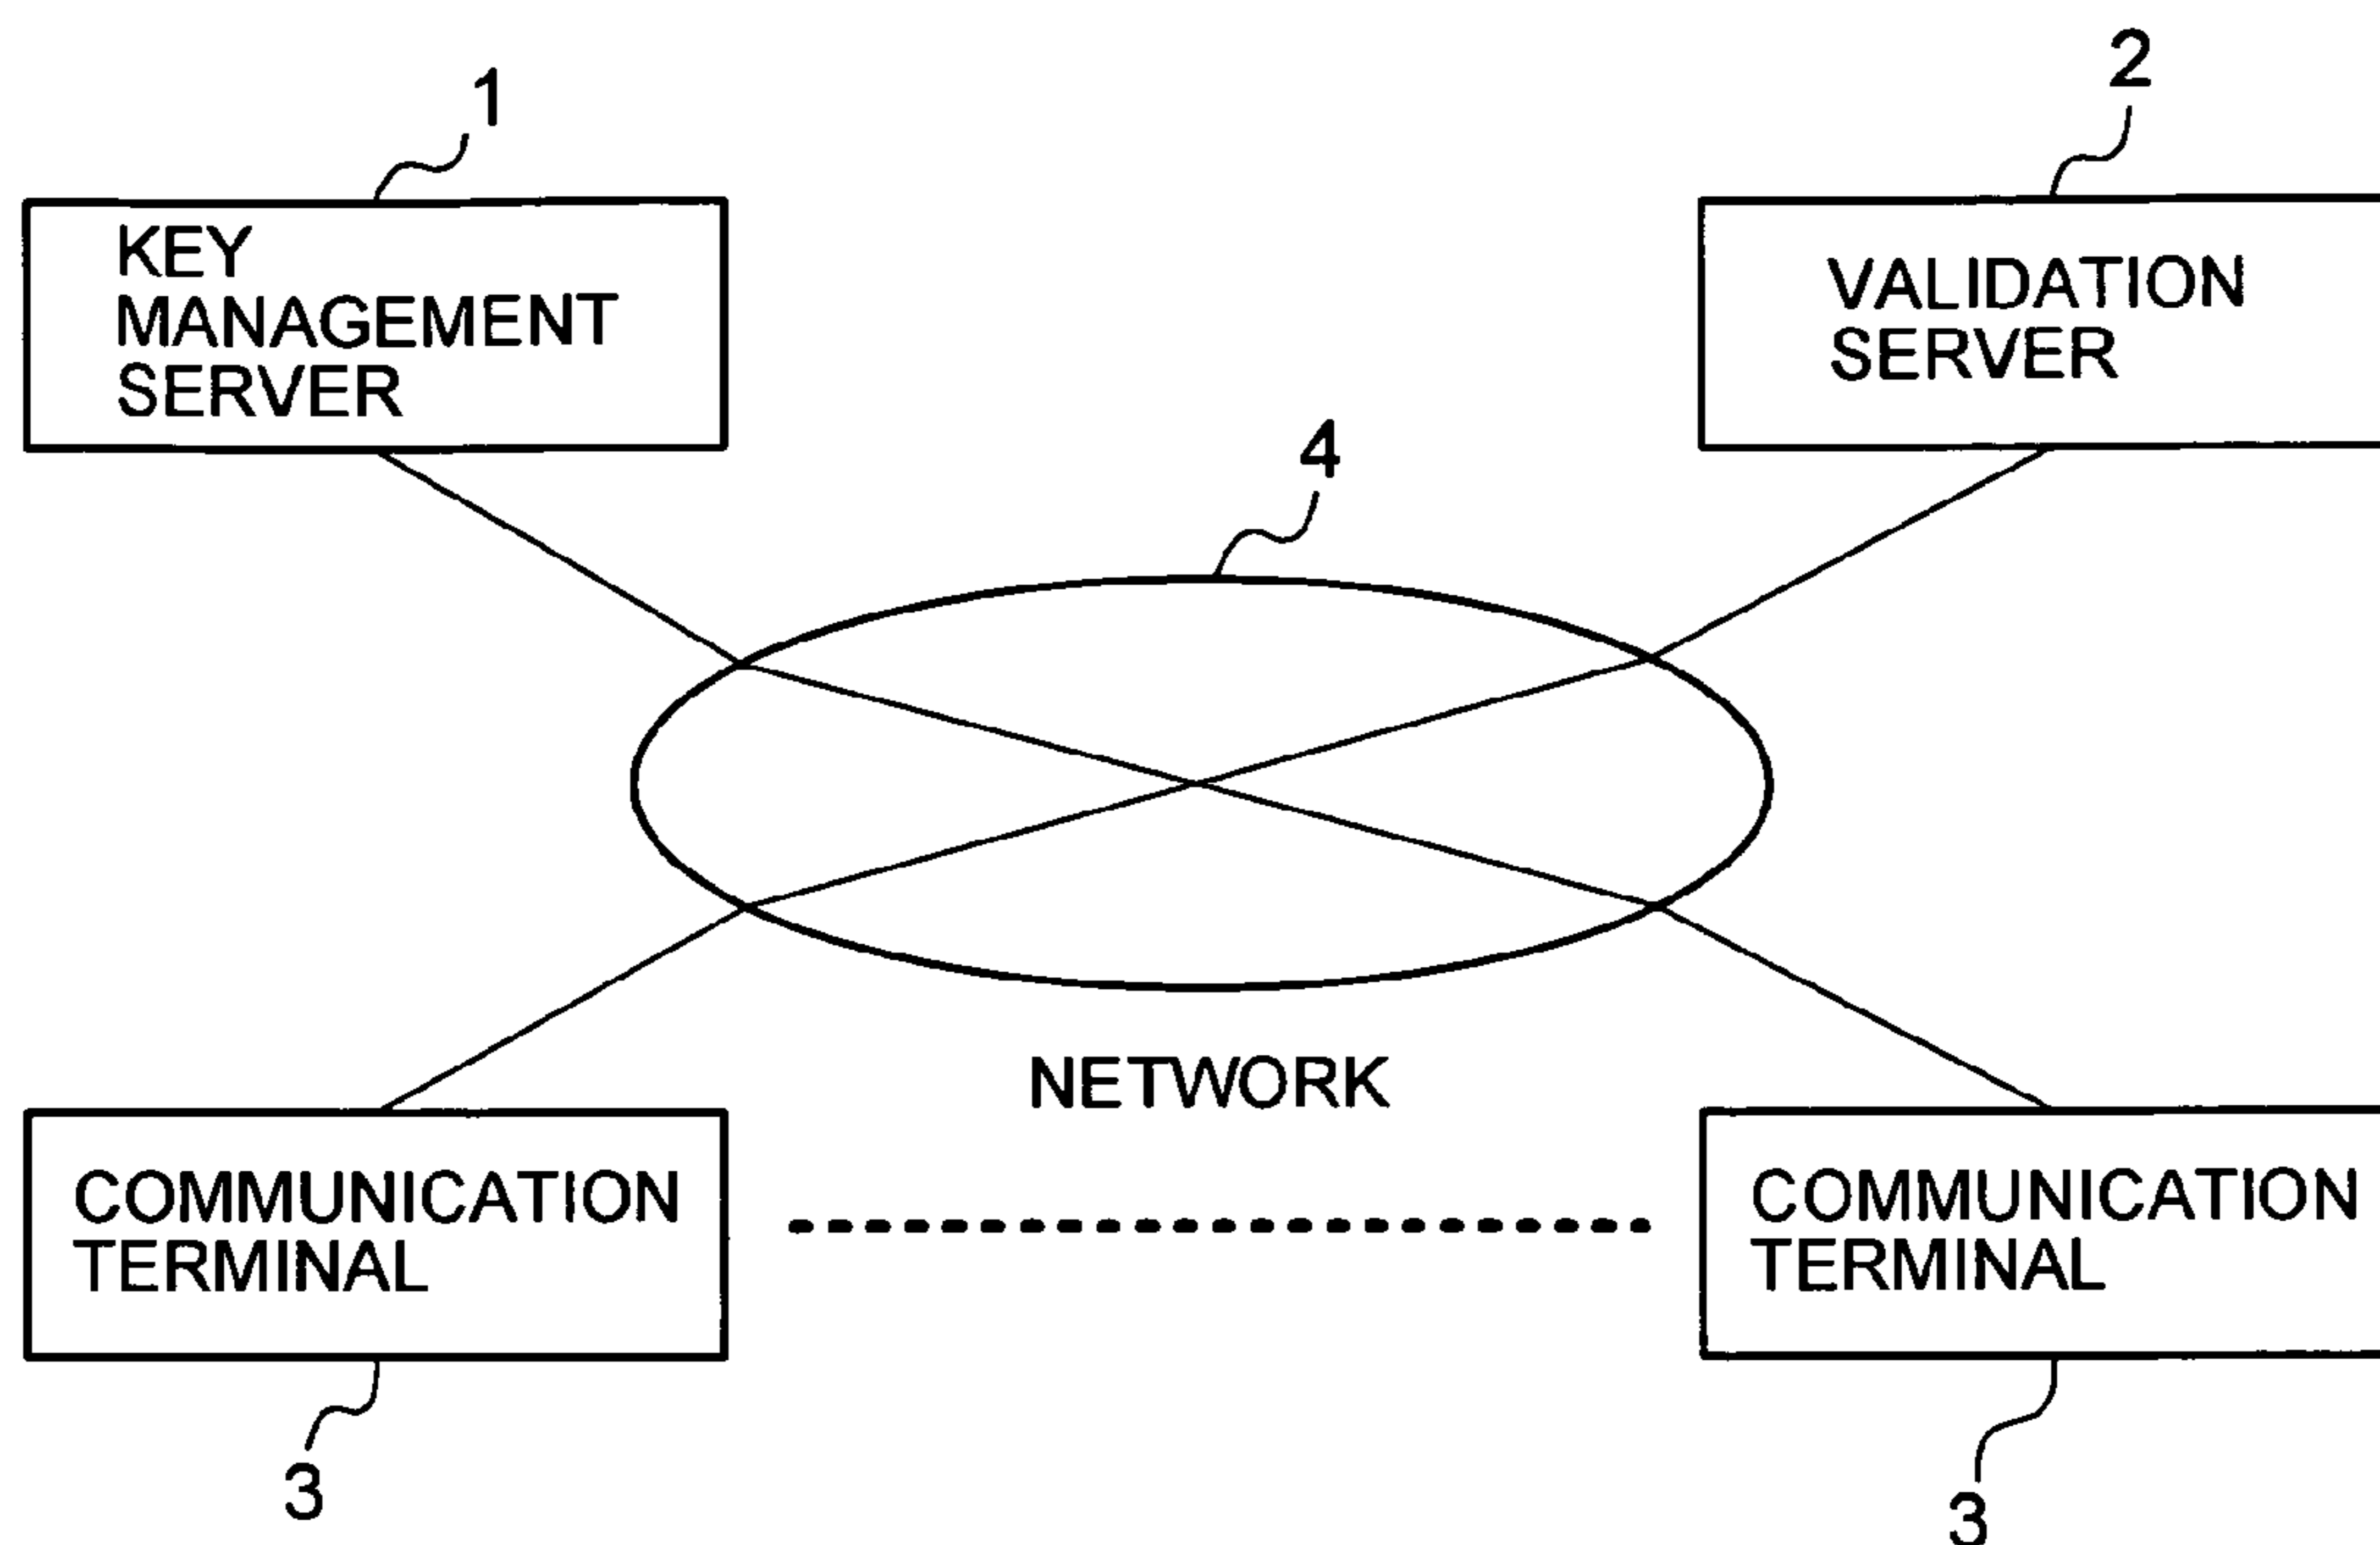 1
2
KEY
MANAGEMENT
SERVER
VALIDATION
SERVER
4
NETWORK
COMMUNICATION
TERMINAL
COMMUNICATION
TERMINAL
3
3